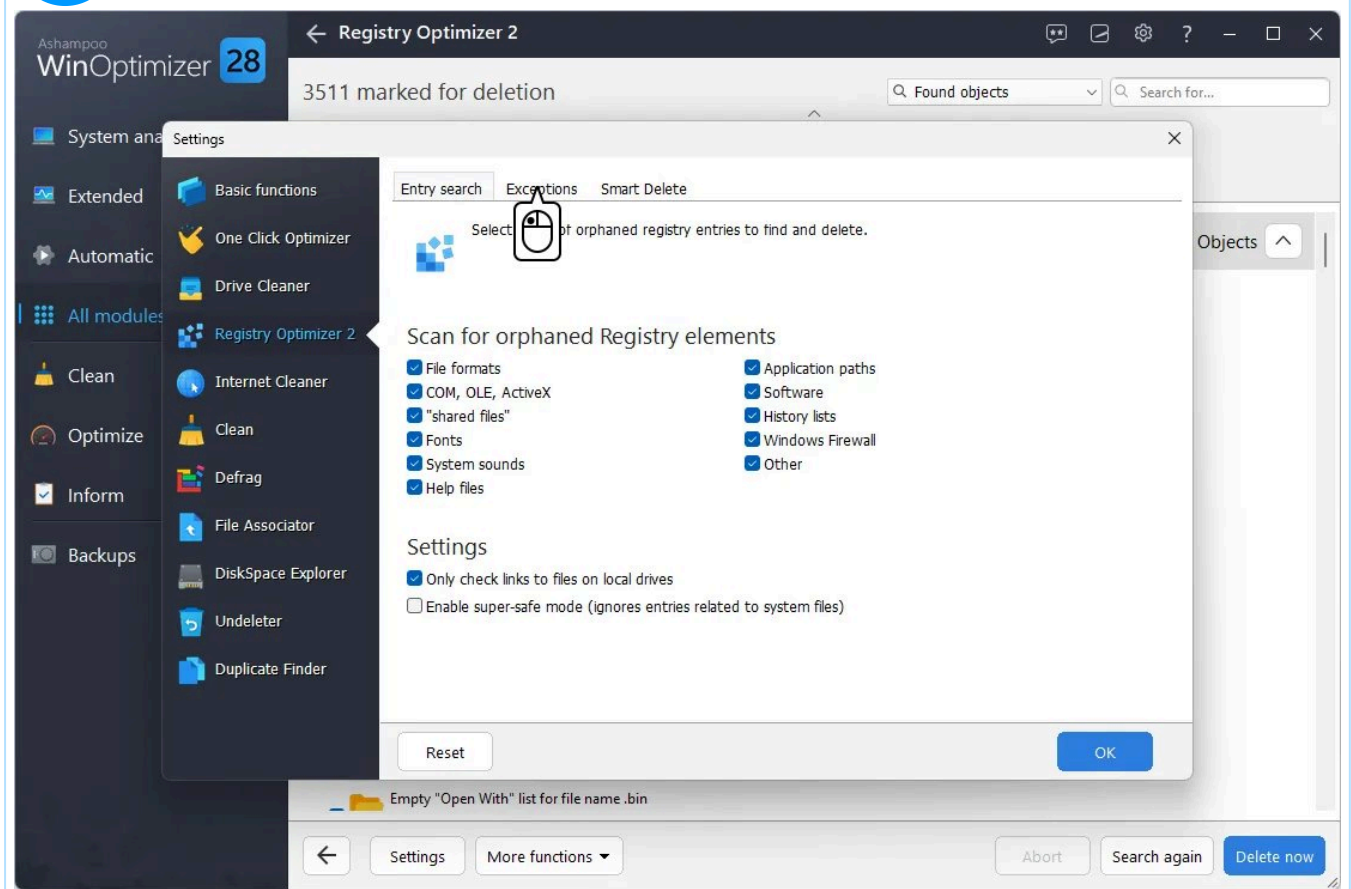 Ashampoo
WinOptimizer 28
Registry Optimizer 2
?
3511 marked for deletion
Found objects
Search for...
System ana
Extended
Automatic
All modules
Clean
Optimize
Inform
Backups
Settings
Basic functions
One Click Optimizer
Drive Cleaner
Registry Optimizer 2
Internet Cleaner
Clean
Defrag
File Associator
DiskSpace Explorer
Undeleter
Duplicate Finder
Entry search Exceptions Smart Delete
Select of orphaned registry entries to find and delete.
Scan for orphaned Registry elements
File formats
COM, OLE, ActiveX
"shared files"
Fonts
System sounds
Help files
Application paths
Software
History lists
Windows Firewall
Other
Settings
Only check links to files on local drives
Enable super-safe mode (ignores entries related to system files)
Reset
OK
Objects
Empty "Open With" list for file name .bin
Settings
More functions
Abort
Search again
Delete now